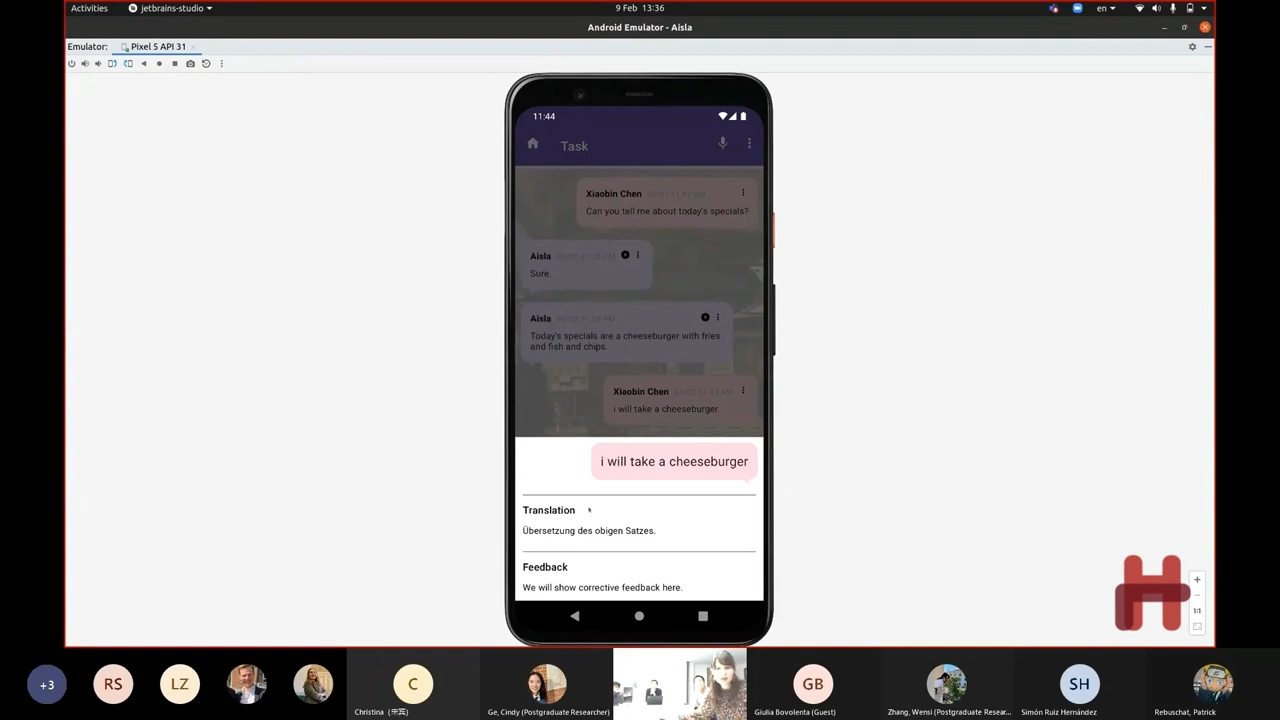 Activities
jetbrains-studio
9 Feb 13:36
en
Android Emulator - Aisla
Emulator:
Pixel 5 API 31
11:44
Task
Xiaobin Chen
Can you tell me about today's specials?
Aisla
Sure.
Aisla
Today's specials are a cheeseburger with fries
and fish and chips.
Xiaobin Chen
i will take a cheeseburger
i will take a cheeseburger
Translation
Übersetzung des obigen Satzes.
Feedback
We will show corrective feedback here.
H
1:1
+3
RS
LZ
C
GB
SH
Christina (宋宾)
Ge, Cindy (Postgraduate Researcher)
Giulia Bovolenta (Guest)
Zhang, Wensi (Postgraduate Resear...
Simón Ruiz Hernández
Rebuschat, Patrick